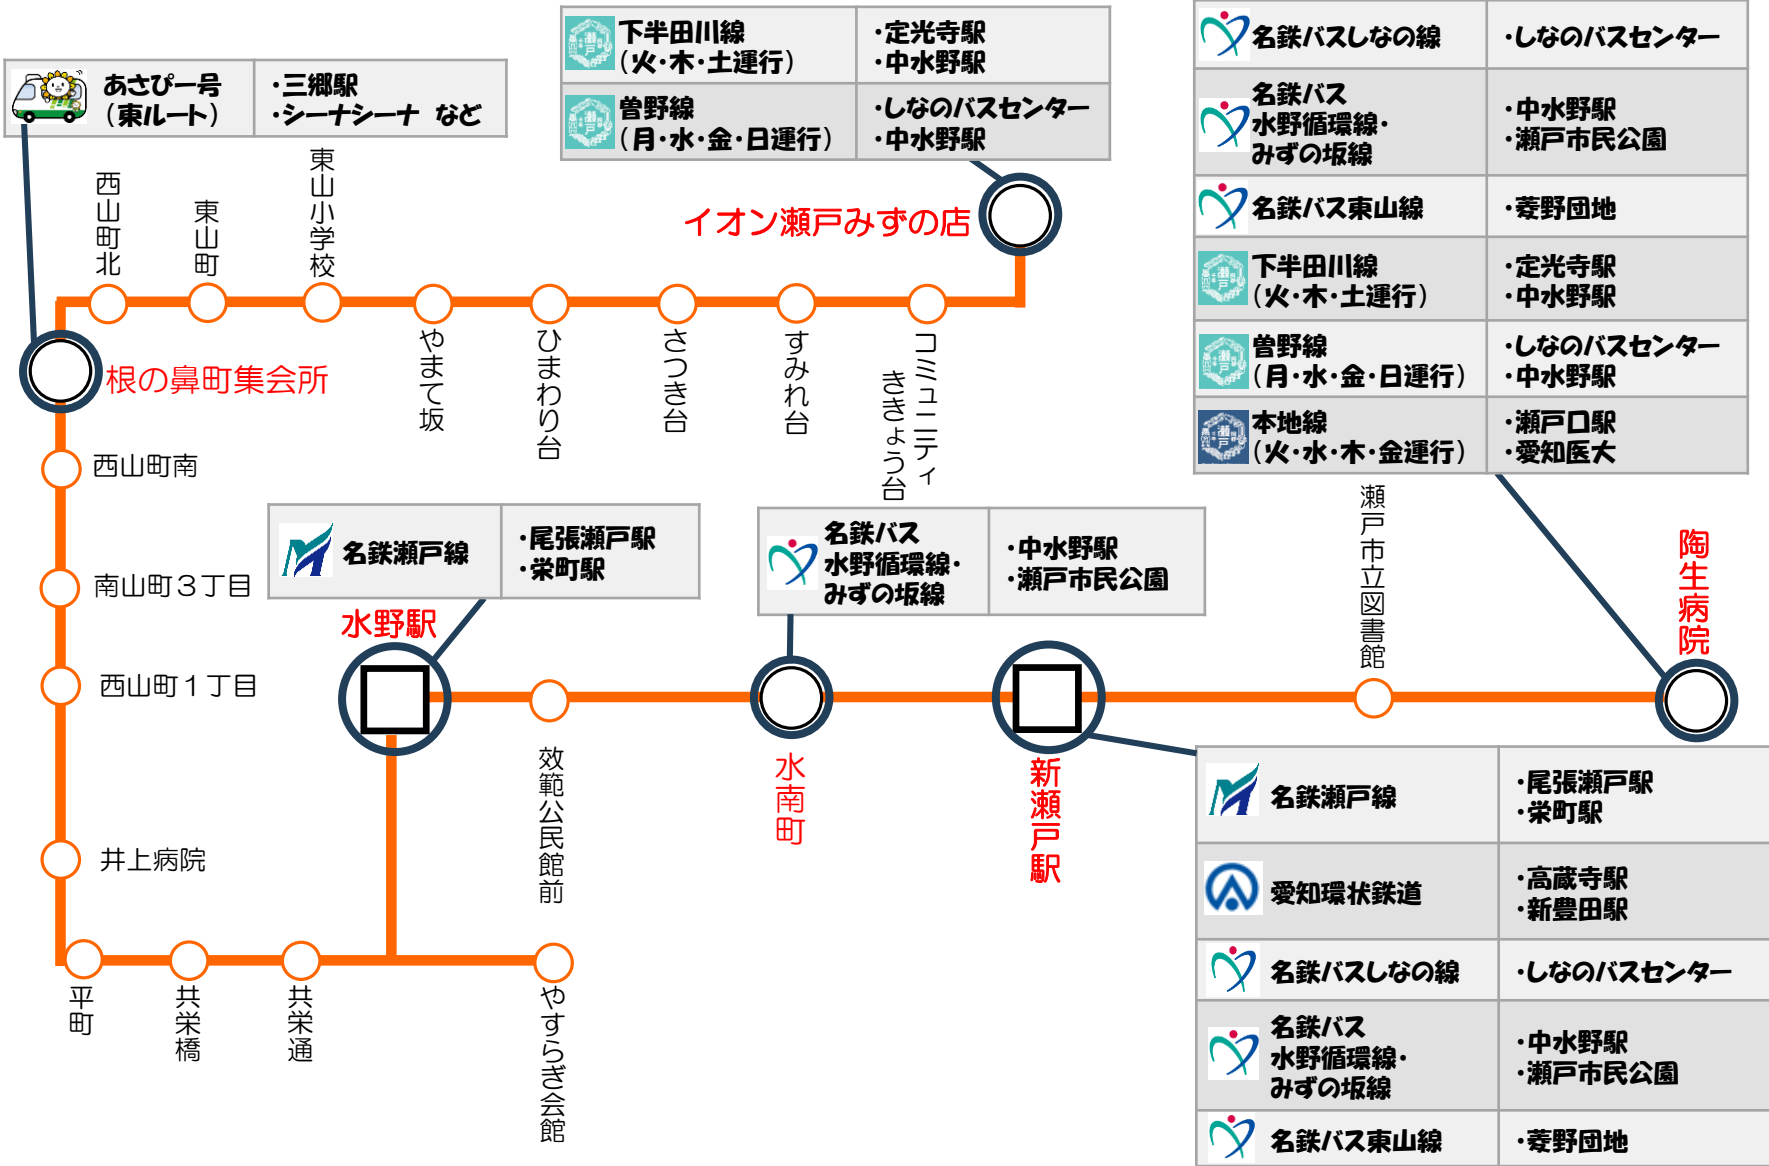 あさぴー号
（東ルート）
・三郷駅
・シーナシーナ など
下半田川線
（火・木・土運行）
・定光寺駅
・中水野駅
曽野線
（月・水・金・日運行）
・しなのバスセンター
・中水野駅
名鉄バスしなの線
・しなのバスセンター
名鉄バス
水野循環線・
みずの坂線
・中水野駅
・瀬戸市民公園
名鉄バス東山線
・菱野団地
下半田川線
（火・木・土運行）
・定光寺駅
・中水野駅
曽野線
（月・水・金・日運行）
・しなのバスセンター
・中水野駅
本地線
（火・水・木・金運行）
・瀬戸口駅
・愛知医大
イオン瀬戸みずの店
西山町北
東山町
東山小学校
やまて坂
ひまわり台
さつき台
すみれ台
コミュニティ
ききょう台
根の鼻町集会所
西山町南
南山町３丁目
西山町１丁目
井上病院
平町
共栄橋
共栄通
やすらぎ会館
名鉄瀬戸線
・尾張瀬戸駅
・栄町駅
水野駅
効範公民館前
名鉄バス
水野循環線・
みずの坂線
・中水野駅
・瀬戸市民公園
水南町
新瀬戸駅
瀬戸市立図書館
陶生病院
名鉄瀬戸線
・尾張瀬戸駅
・栄町駅
愛知環状鉄道
・高蔵寺駅
・新豊田駅
名鉄バスしなの線
・しなのバスセンター
名鉄バス
水野循環線・
みずの坂線
・中水野駅
・瀬戸市民公園
名鉄バス東山線
・菱野団地